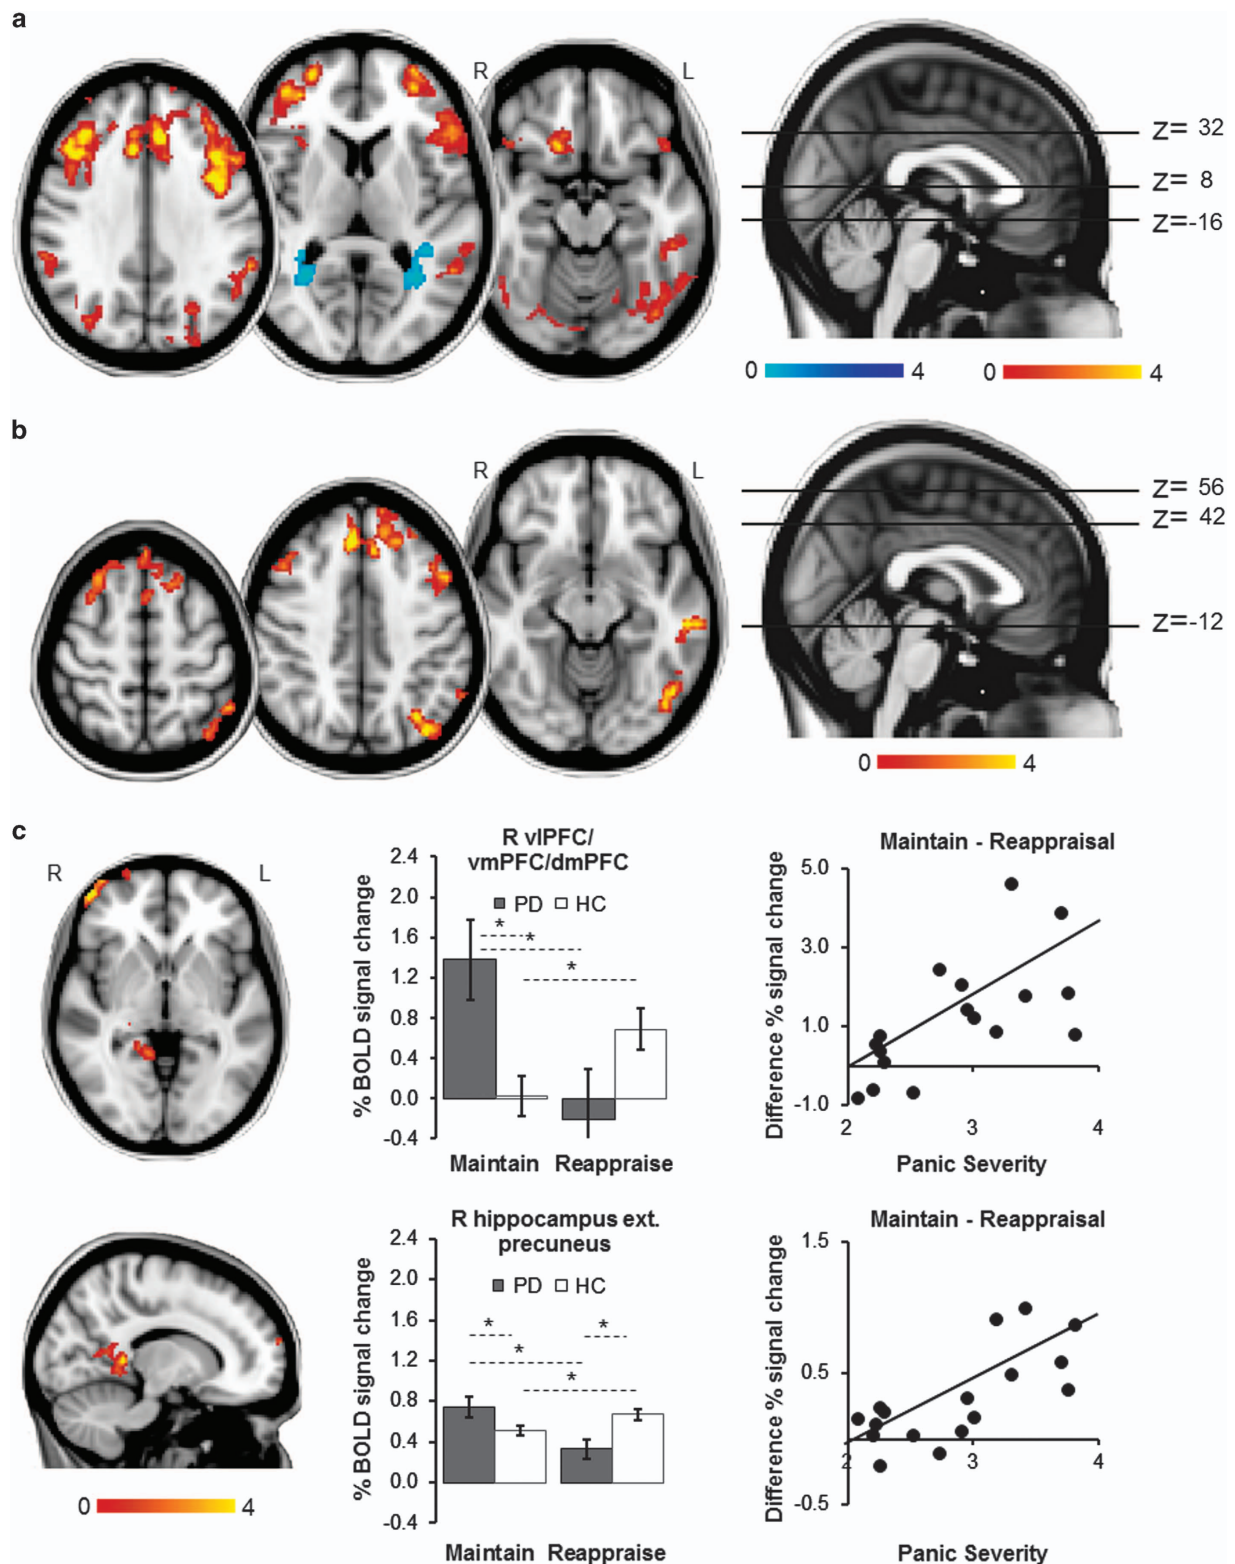 a
R
L
Z= 32
Z= 8
Z=-16
0
4
0
4
b
R
L
Z= 56
Z= 42
Z=-12
0
4
c
R
L
R vlPFC/
vmPFC/dmPFC
PD
HC
% BOLD signal change
2.4
2.0
1.6
1.2
0.8
0.4
0.0
-0.4
*
*
*
Maintain
Reappraise
Maintain - Reappraisal
Difference % signal change
5.0
3.0
1.0
-1.0
2
3
4
Panic Severity
0
4
R hippocampus ext.
precuneus
PD
HC
% BOLD signal change
2.4
2.0
1.6
1.2
0.8
0.4
0.0
-0.4
*
*
*
*
Maintain
Reappraise
Maintain - Reappraisal
Difference % signal change
1.5
0.5
-0.5
2
3
4
Panic Severity